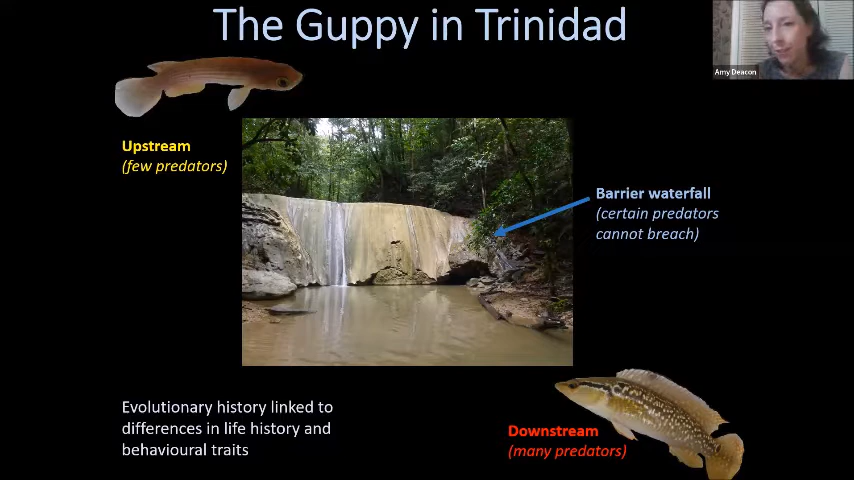 The Guppy in Trinidad
Amy Deacon
Upstream
(few predators)
Barrier waterfall
(certain predators
cannot breach)
Evolutionary history linked to
differences in life history and
behavioural traits
Downstream
(many predators)